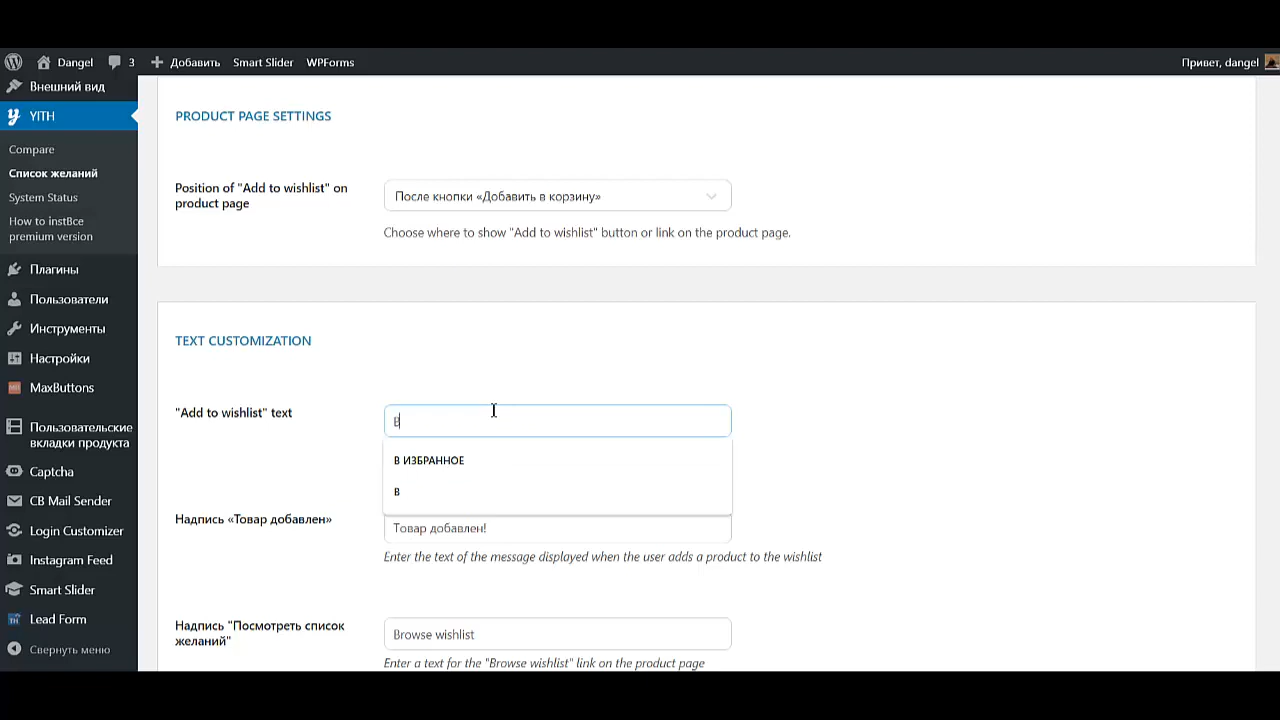 Dangel
3
Добавить
Smart Slider
WPForms
Привет, dangel
Внешний вид
YITH
Compare
Список желаний
System Status
How to instВсе
premium version
Плагины
Пользователи
Инструменты
Настройки
MaxButtons
Пользовательские
вкладки продукта
Captcha
CB Mail Sender
Login Customizer
Instagram Feed
Smart Slider
Lead Form
Свернуть меню
PRODUCT PAGE SETTINGS
Position of "Add to wishlist" on
product page
После кнопки «Добавить в корзину»
Choose where to show "Add to wishlist" button or link on the product page.
TEXT CUSTOMIZATION
"Add to wishlist" text
В
В ИЗБРАННОЕ
В
Надпись «Товар добавлен»
Товар добавлен!
Enter the text of the message displayed when the user adds a product to the wishlist
Надпись "Посмотреть список
желаний"
Browse wishlist
Enter a text for the "Browse wishlist" link on the product page